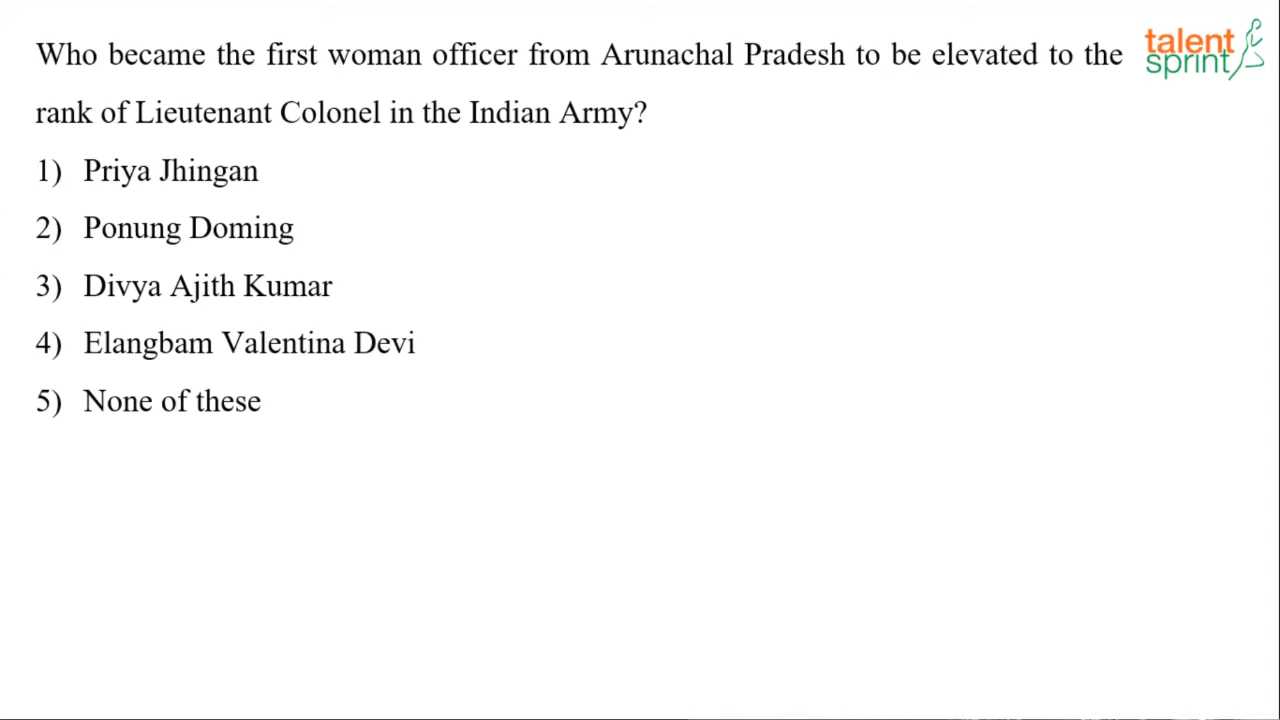 Who became the first woman officer from Arunachal Pradesh to be elevated to the
rank of Lieutenant Colonel in the Indian Army?
1) Priya Jhingan
2) Ponung Doming
3) Divya Ajith Kumar
4) Elangbam Valentina Devi
5) None of these
talent
sprint